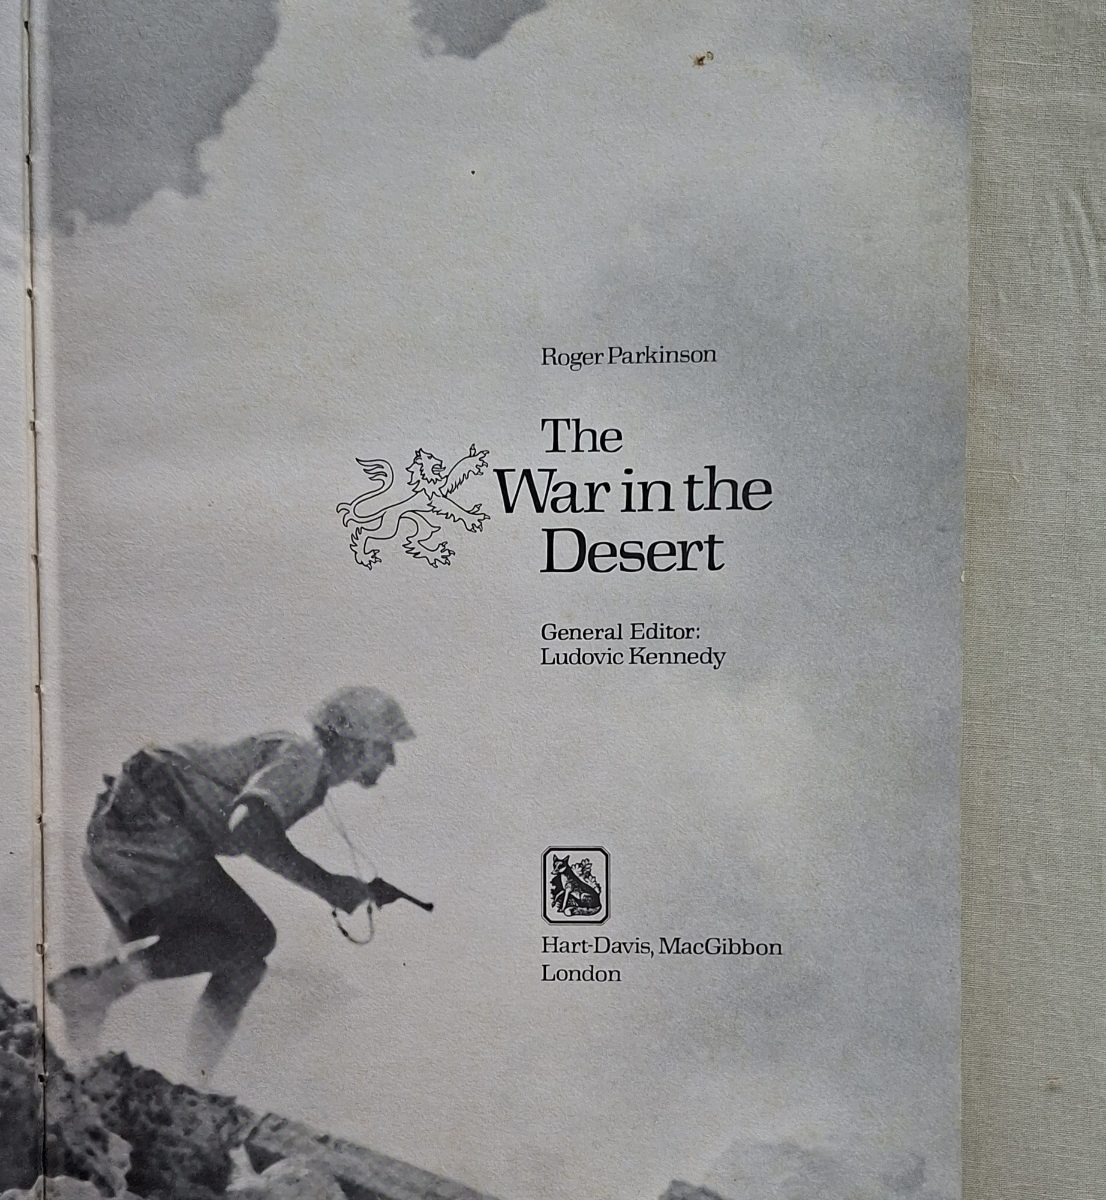 Roger Parkinson
The
War in the
Desert
General Editor:
Ludovic Kennedy
Hart-Davis, MacGibbon
London